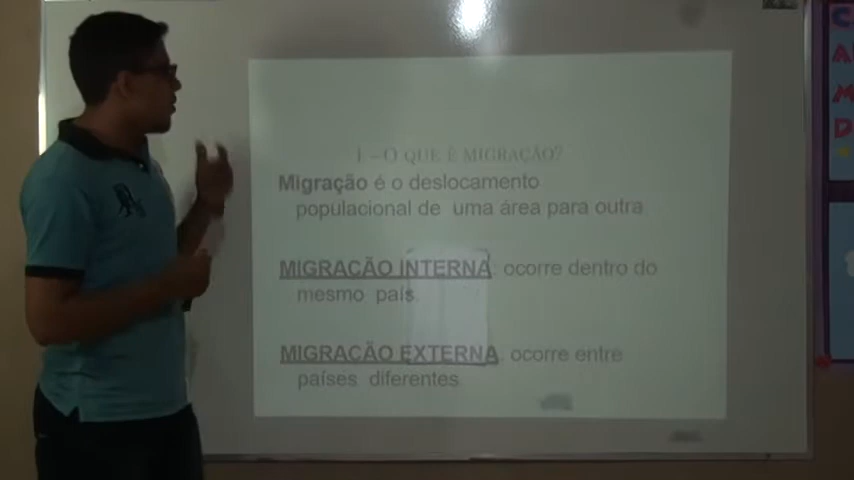 1 – O QUE É MIGRAÇÃO?
Migração é o deslocamento
populacional de uma área para outra
MIGRAÇÃO INTERNA: ocorre dentro do
mesmo país.
MIGRAÇÃO EXTERNA: ocorre entre
países diferentes